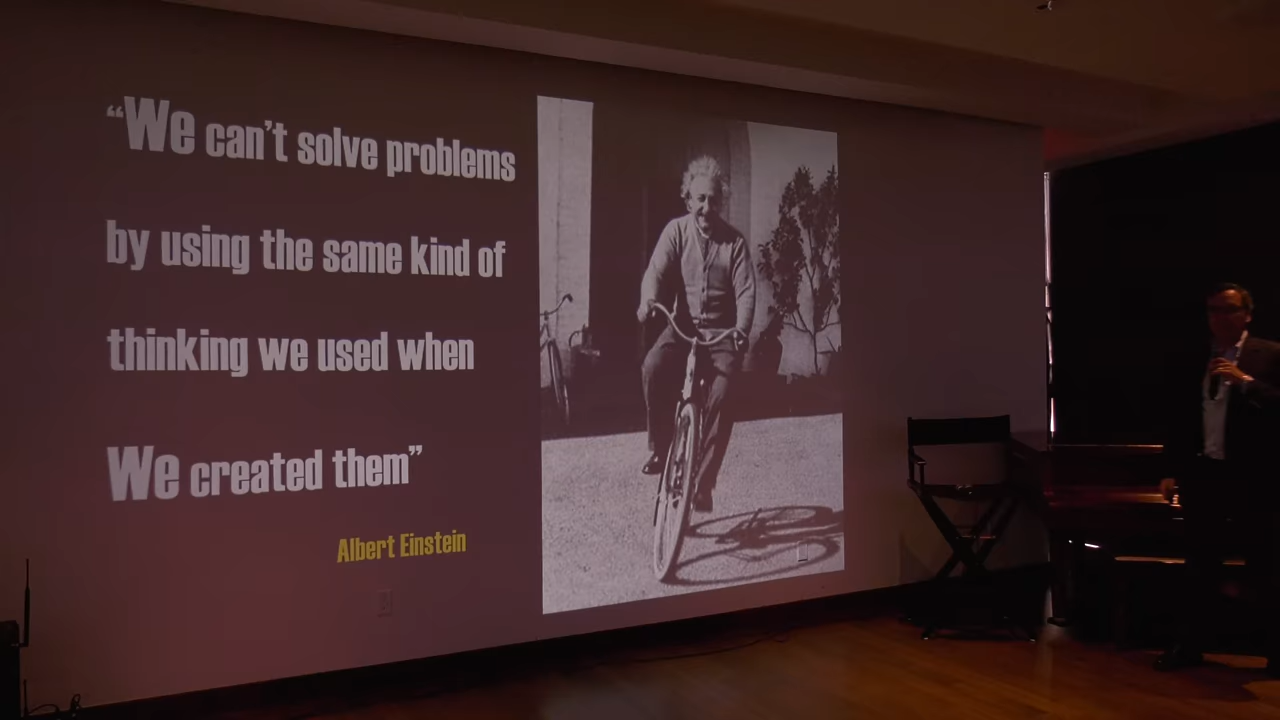 “We can’t solve problems
by using the same kind of
thinking we used when
We created them”
Albert Einstein